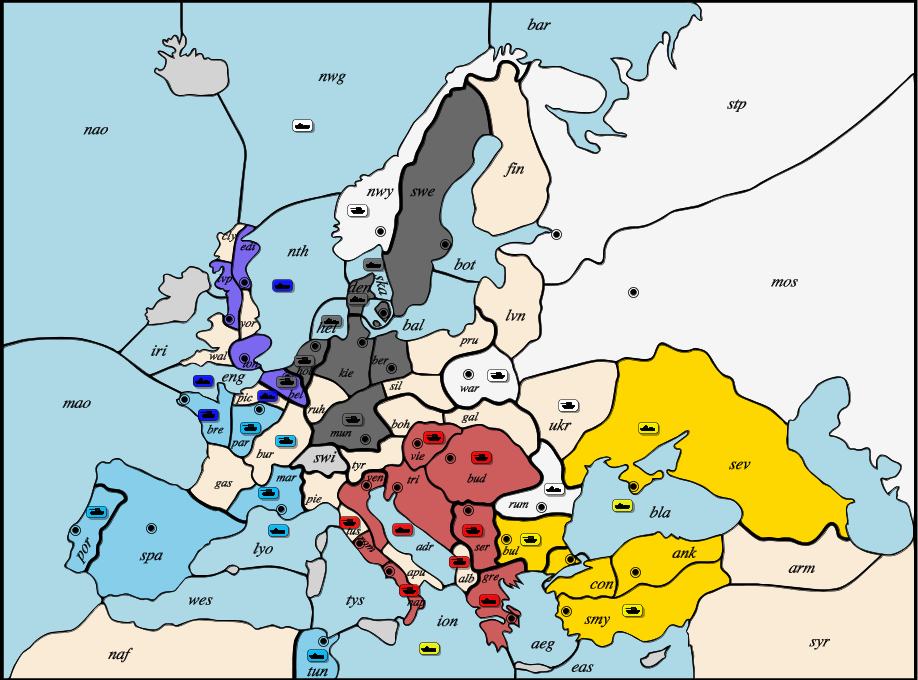 bar
nwg
stp
nao
fin
nwy
swe
cly
edi
nth
bot
ska
lvp
mos
den
lvn
hel
bal
yor
iri
pru
wal
lon
hol
kie
ber
eng
war
bel
sil
mao
pic
ruh
bre
boh
gal
par
mun
ukr
bur
vie
swi
tyr
sev
gas
mar
ven
tri
bud
pie
rum
bla
tus
por
spa
lyo
rom
adr
ser
bul
ank
apu
alb
gre
con
arm
wes
tys
nap
ion
smy
aeg
syr
naf
tun
eas